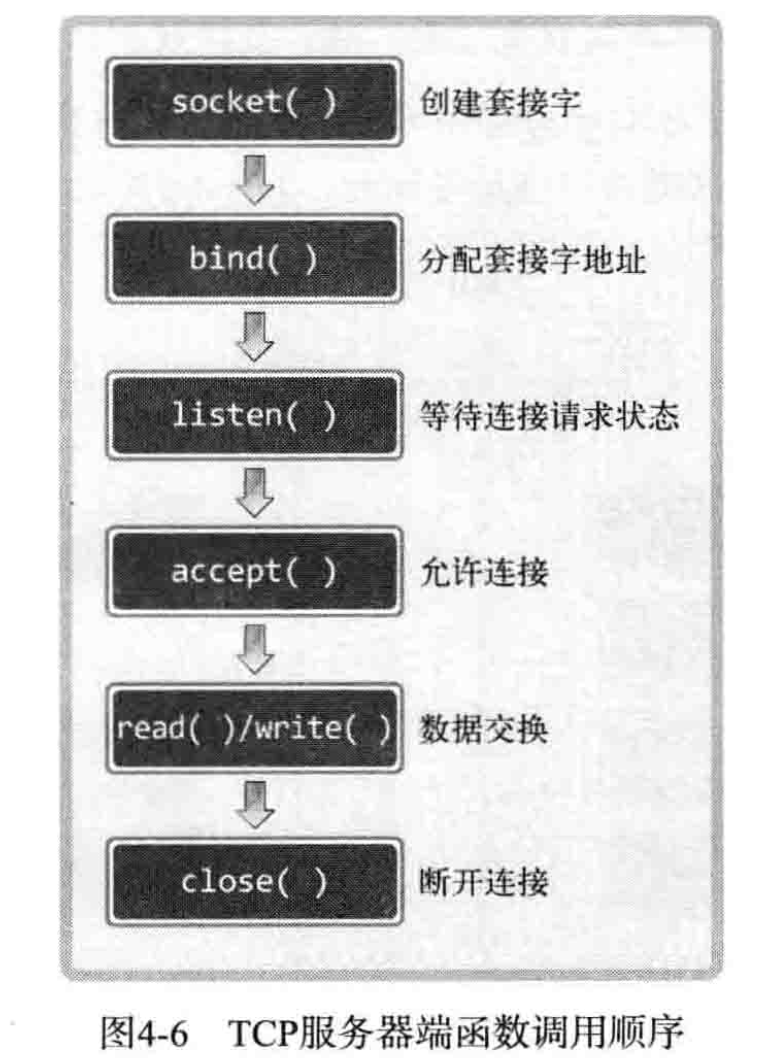 socket( ) 创建套接字
bind( ) 分配套接字地址
listen( ) 等待连接请求状态
accept( ) 允许连接
read( )/write( ) 数据交换
close( ) 断开连接
图4-6 TCP服务器端函数调用顺序